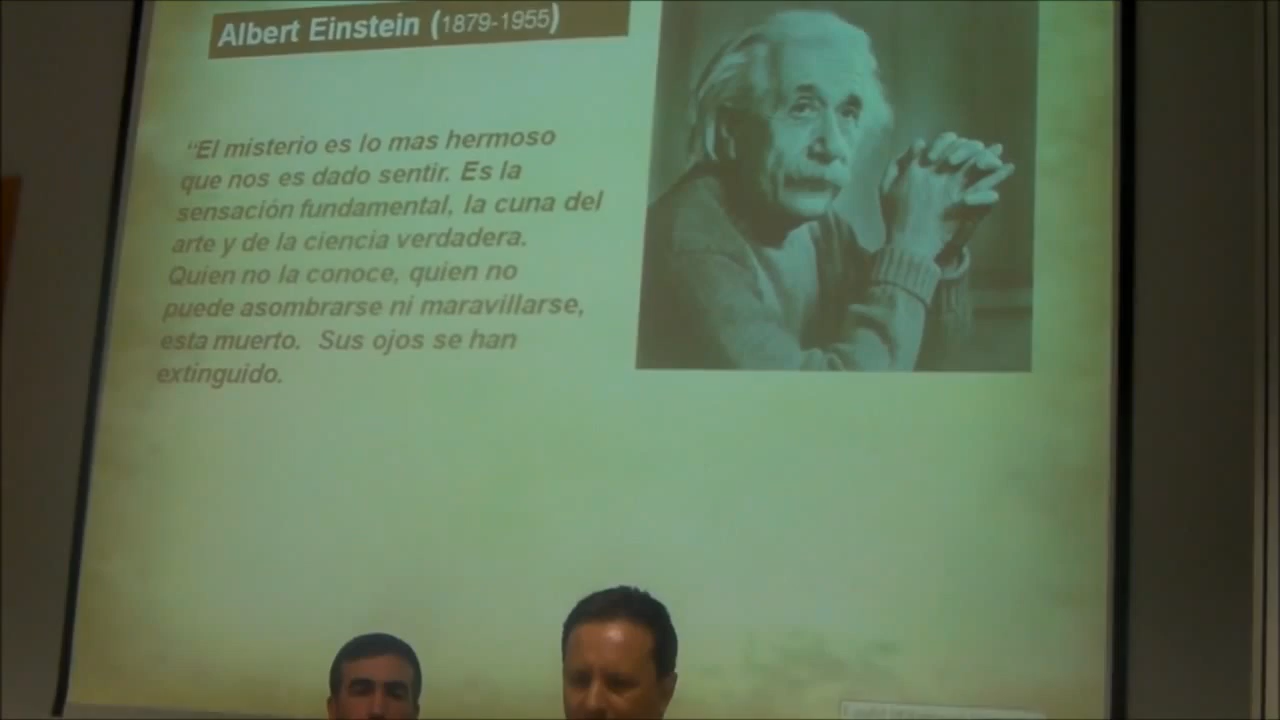 Albert Einstein (1879-1955)
“El misterio es lo mas hermoso
que nos es dado sentir. Es la
sensación fundamental, la cuna del
arte y de la ciencia verdadera.
Quien no la conoce, quien no
puede asombrarse ni maravillarse,
esta muerto. Sus ojos se han
extinguido.